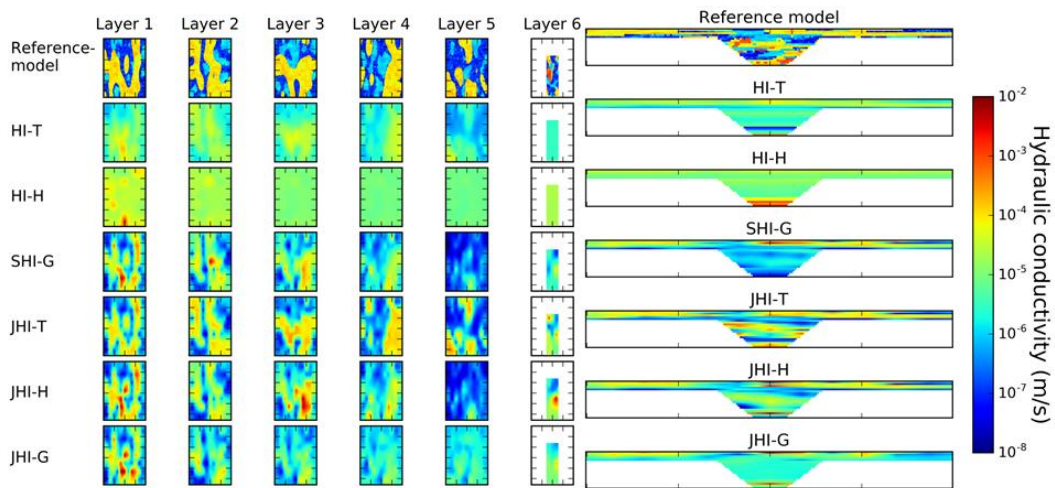 Layer 1 Layer 2 Layer 3 Layer 4 Layer 5 Layer 6 Reference model
Reference-
model
HI-T
HI-T
HI-H
HI-H
SHI-G
SHI-G
JHI-T
JHI-T
JHI-H
JHI-H
JHI-G
JHI-G
10-2
10-3
10-4
10-5
10-6
10-7
10-8
Hydraulic conductivity (m/s)